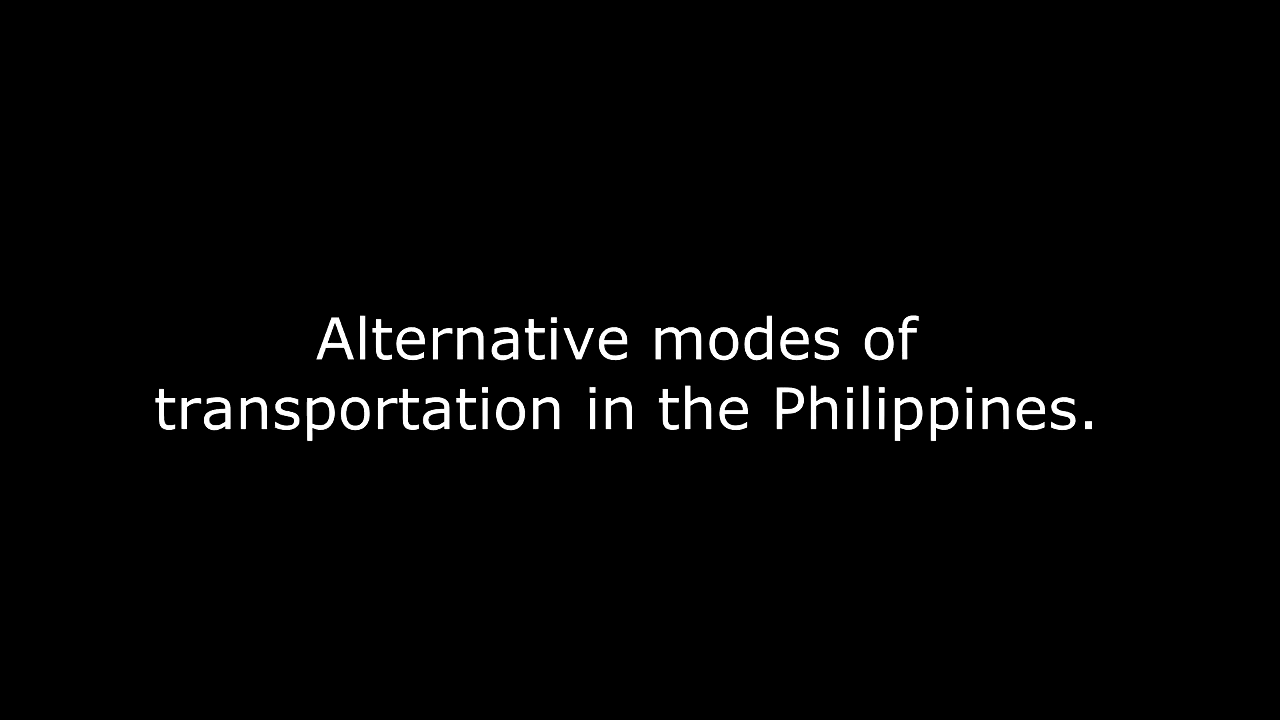 Alternative modes of
transportation in the Philippines.